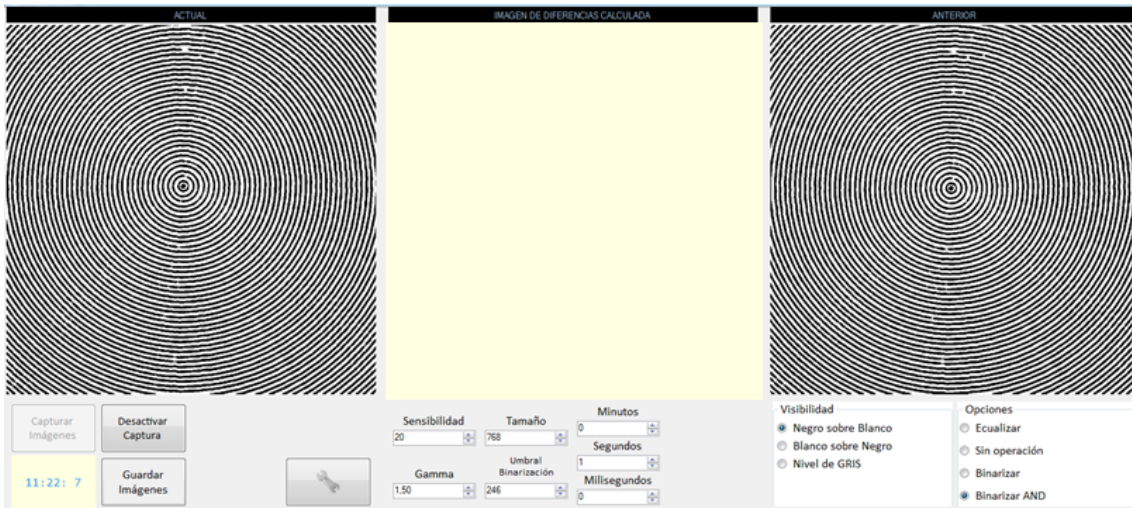 ACTUAL
IMAGEN DE DIFERENCIAS CALCULADA
ANTERIOR
Capturar
Imágenes
Desactivar
Captura
11:22: 7
Guardar
Imágenes
Sensibilidad
20
Tamaño
768
Minutos
0
Segundos
1
Gamma
1,50
Umbral
Binarización
246
Milisegundos
0
Visibilidad
Negro sobre Blanco
Blanco sobre Negro
Nivel de GRIS
Opciones
Ecualizar
Sin operación
Binarizar
Binarizar AND